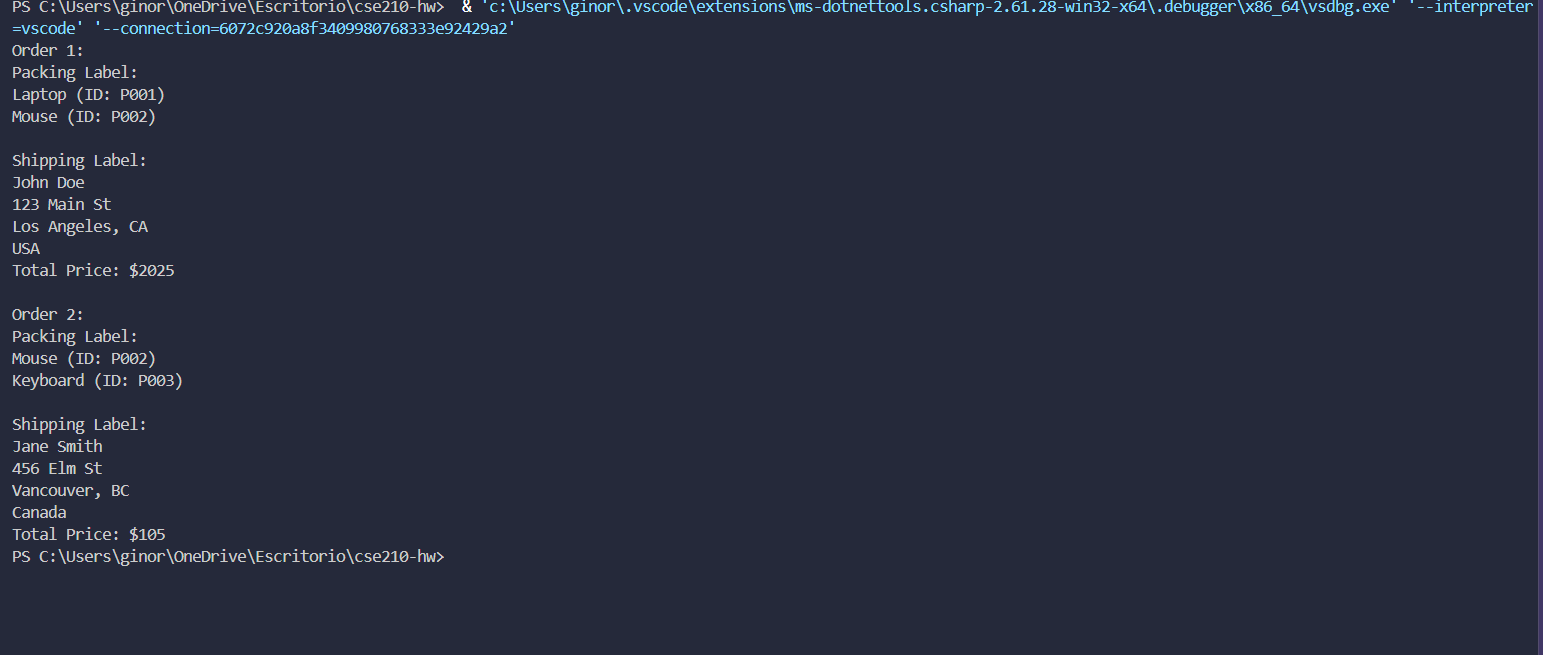 PS C:\Users\ginor\OneDrive\Escritorio\cse210-hw>  & 'c:\Users\ginor\.vscode\extensions\ms-dotnettools.csharp-2.61.28-win32-x64\.debugger\x86_64\vsdbg.exe' '--interpreter
=vscode' '--connection=6072c920a8f3409980768333e92429a2'
Order 1:
Packing Label:
Laptop (ID: P001)
Mouse (ID: P002)

Shipping Label:
John Doe
123 Main St
Los Angeles, CA
USA
Total Price: $2025

Order 2:
Packing Label:
Mouse (ID: P002)
Keyboard (ID: P003)

Shipping Label:
Jane Smith
456 Elm St
Vancouver, BC
Canada
Total Price: $105
PS C:\Users\ginor\OneDrive\Escritorio\cse210-hw>